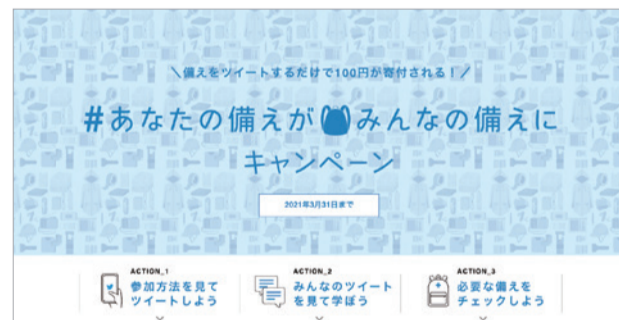 ＼備えをツイートするだけで100円が寄付される！／
#あなたの備えがみんなの備えに
キャンペーン
2021年3月31日まで
ACTION_1
参加方法を見て
ツイートしよう
ACTION_2
みんなのツイート
を見て学ぼう
ACTION_3
必要な備えを
チェックしよう